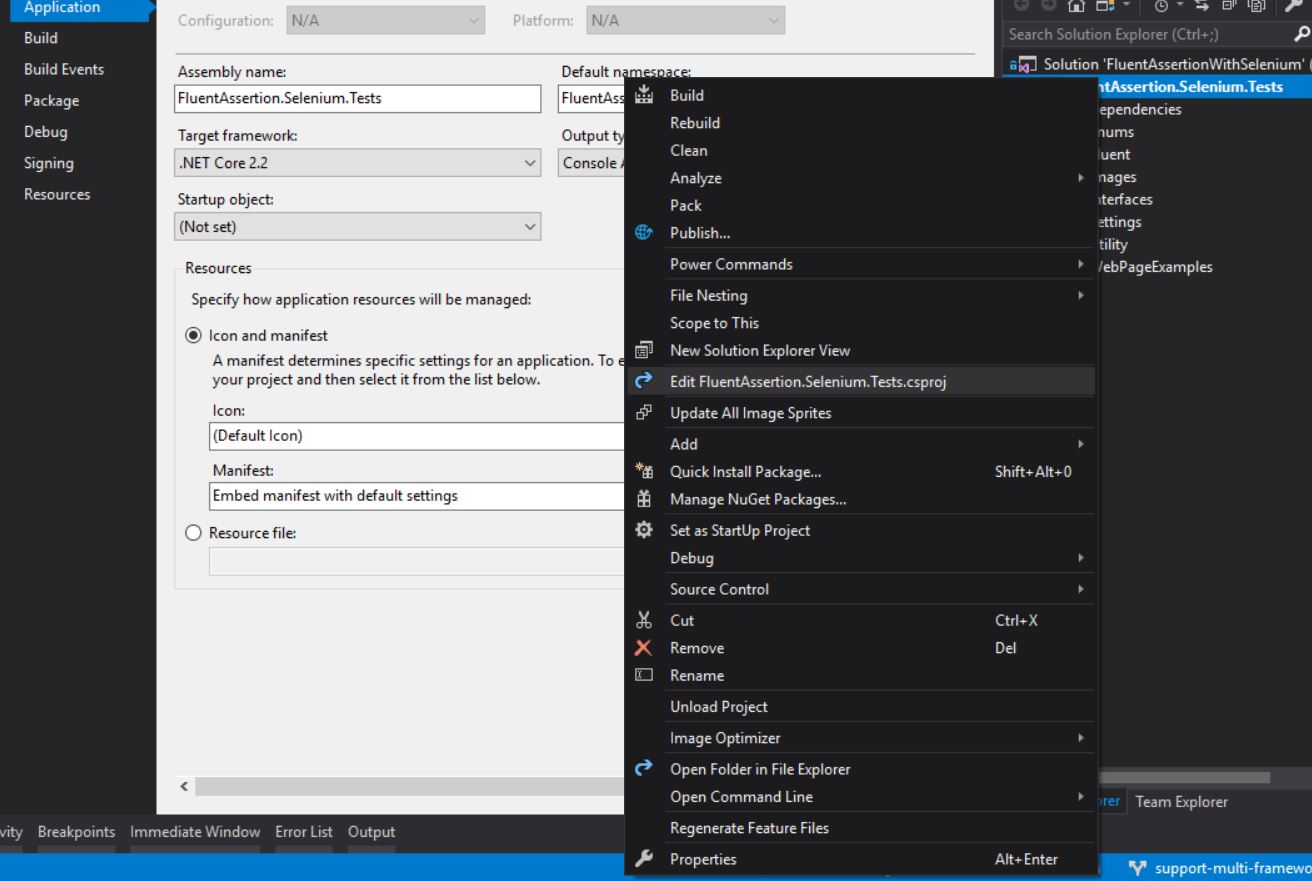 Application
Build
Build Events
Package
Debug
Signing
Resources
Configuration: N/A Platform: N/A
Assembly name: Default namespace:
FluentAssertion.Selenium.Tests FluentAss
Target framework: Output ty
.NET Core 2.2 Console A
Startup object:
(Not set)
Resources
Specify how application resources will be managed:
Icon and manifest
A manifest determines specific settings for an application. To e
your project and then select it from the list below.
Icon:
(Default Icon)
Manifest:
Embed manifest with default settings
Resource file:
Build
Rebuild
Clean
Analyze
Pack
Publish...
Power Commands
File Nesting
Scope to This
New Solution Explorer View
Edit FluentAssertion.Selenium.Tests.csproj
Update All Image Sprites
Add
Quick Install Package... Shift+Alt+0
Manage NuGet Packages...
Set as StartUp Project
Debug
Source Control
Cut Ctrl+X
Remove Del
Rename
Unload Project
Image Optimizer
Open Folder in File Explorer
Open Command Line
Regenerate Feature Files
Properties Alt+Enter
Search Solution Explorer (Ctrl+;)
Solution 'FluentAssertionWithSelenium' (
ntAssertion.Selenium.Tests
ependencies
nums
luent
mages
nterfaces
ettings
tility
VebPageExamples
orer Team Explorer
vity Breakpoints Immediate Window Error List Output
support-multi-framewo